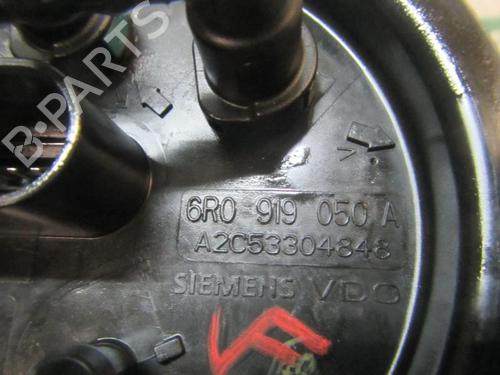 B-PARTS
6R0 919 050 A
A2C53304848
SIEMENS VDO